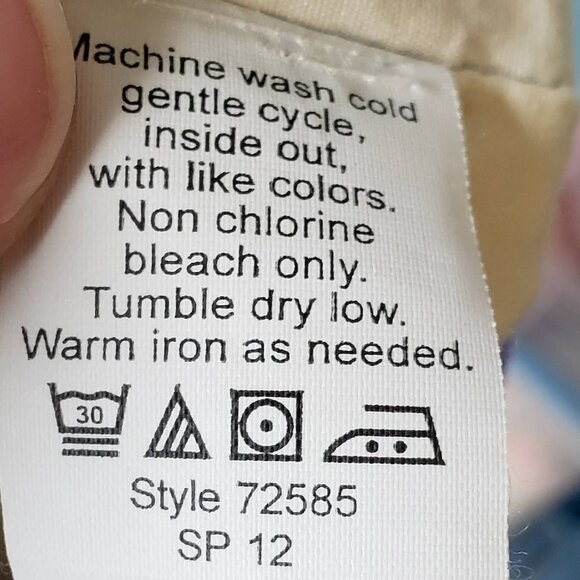 Machine wash cold
gentle cycle,
inside out,
with like colors.
Non chlorine
bleach only.
Tumble dry low.
Warm iron as needed.
30
Style 72585
SP 12